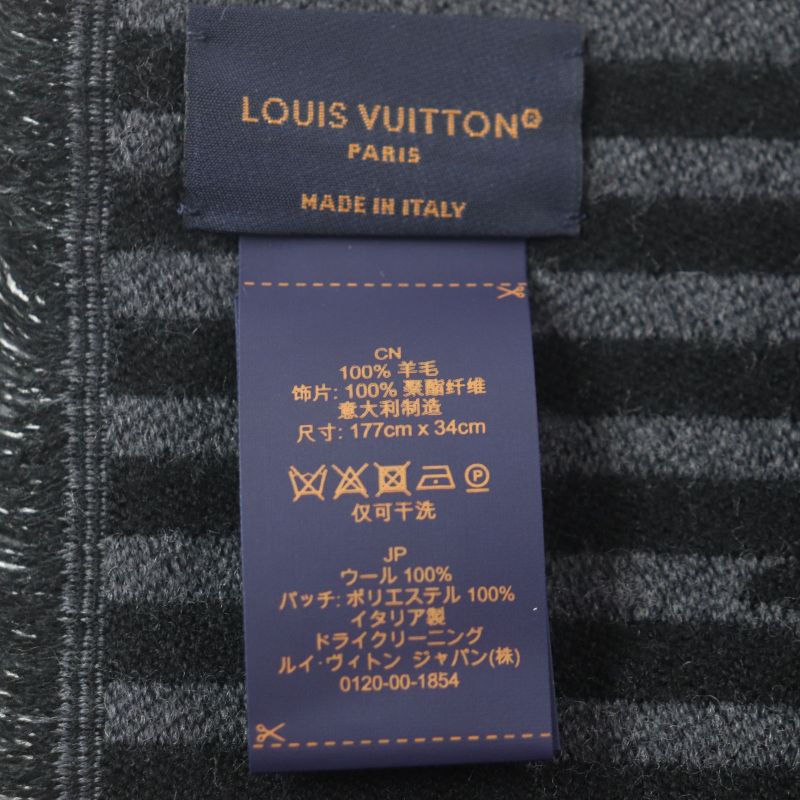 LOUIS VUITTON®
PARIS
MADE IN ITALY
CN
100% 羊毛
饰片: 100% 聚酯纤维
意大利制造
尺寸: 177cm x 34cm
P
仅可干洗
JP
ウール 100%
パッチ: ポリエステル 100%
イタリア製
ドライクリーニング
ルイ·ヴィトン ジャパン(株)
0120-00-1854